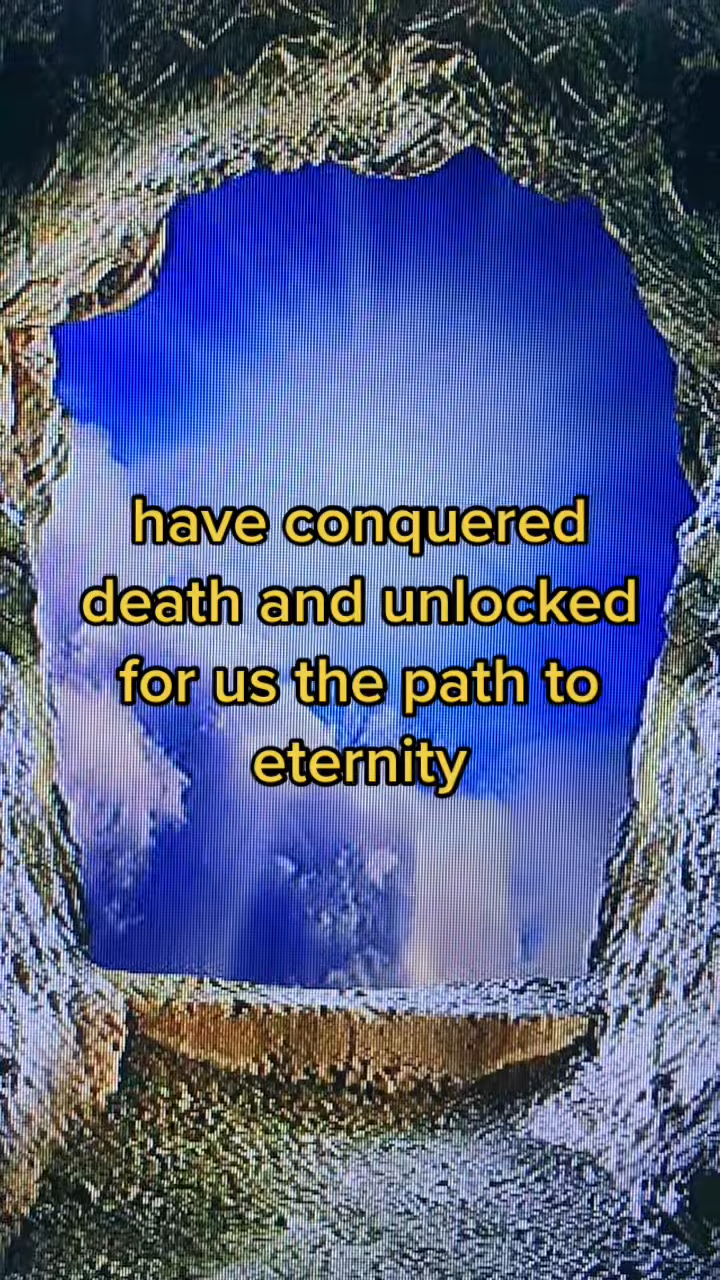 have conquered
death and unlocked
for us the path to
eternity